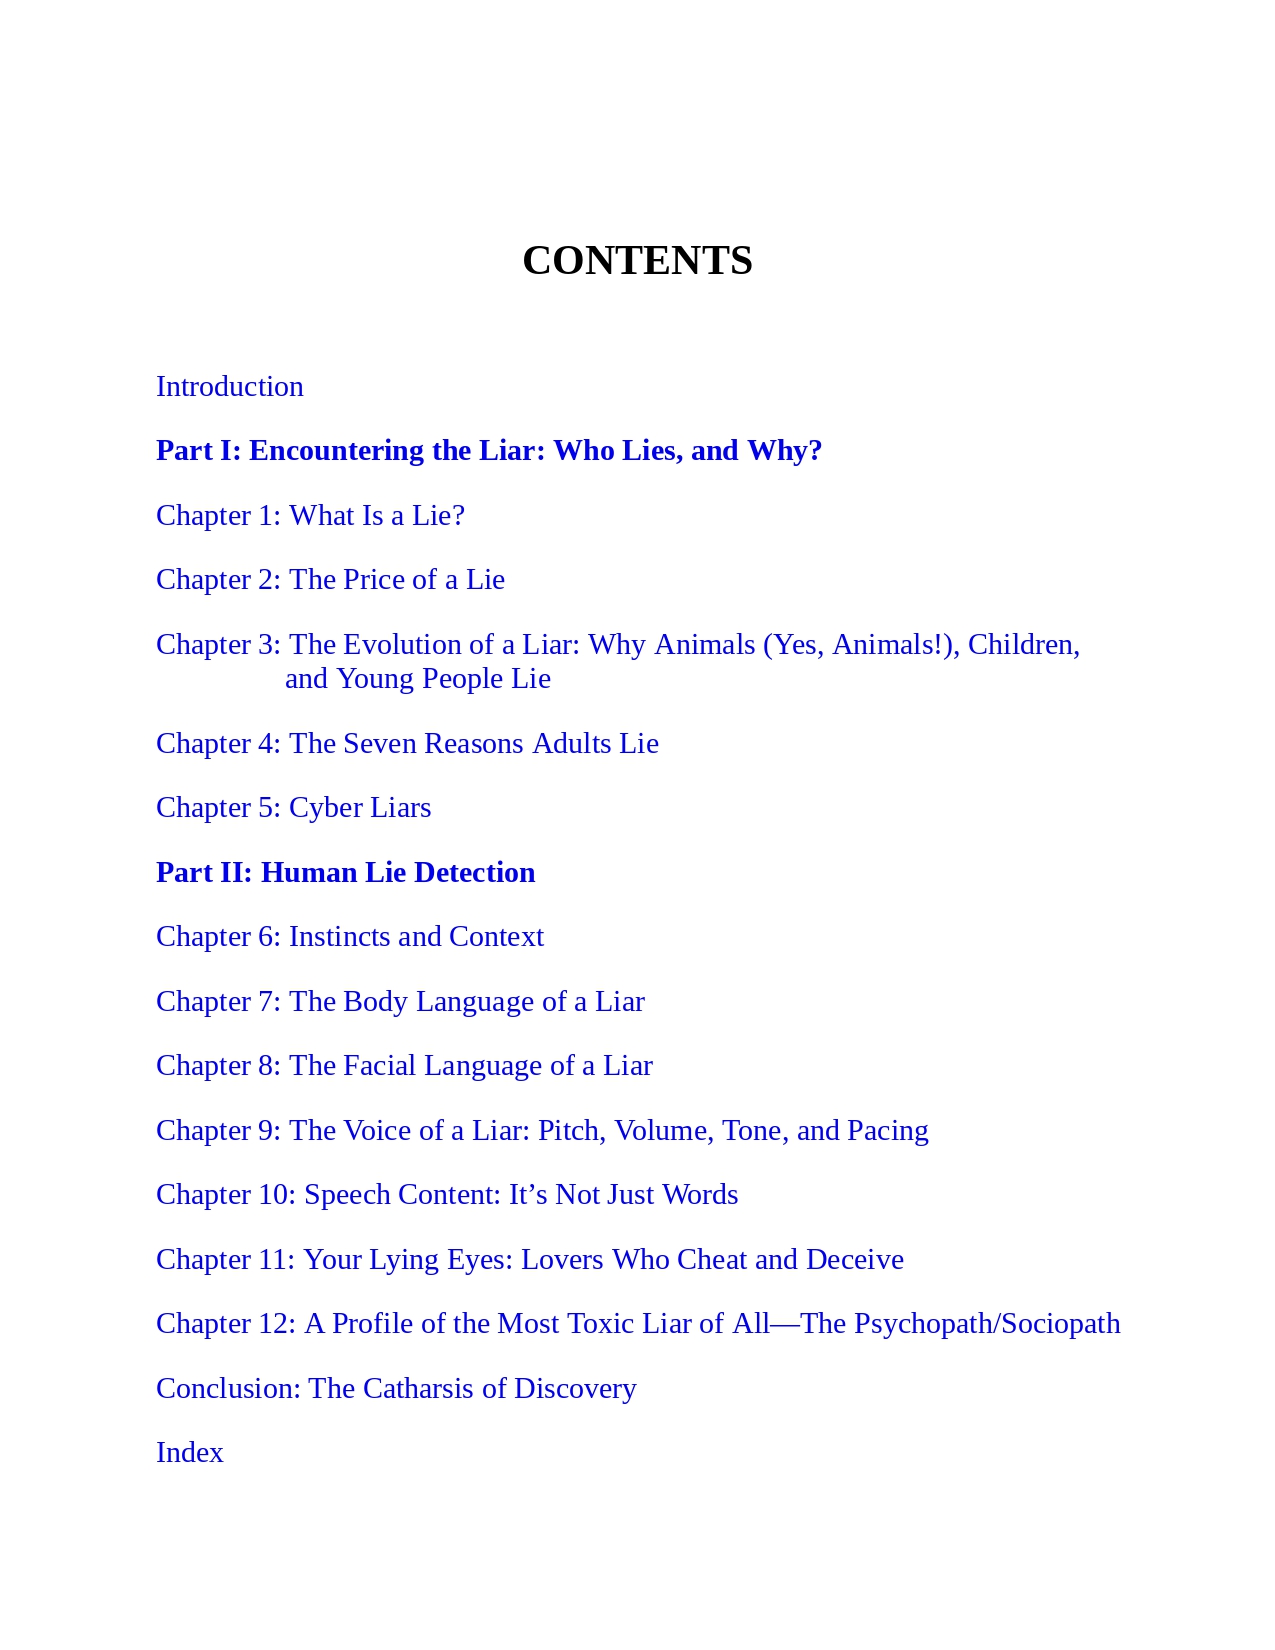 CONTENTS
Introduction
Part I: Encountering the Liar: Who Lies, and Why?
Chapter 1: What Is a Lie?
Chapter 2: The Price of a Lie
Chapter 3: The Evolution of a Liar: Why Animals (Yes, Animals!), Children,
and Young People Lie
Chapter 4: The Seven Reasons Adults Lie
Chapter 5: Cyber Liars
Part II: Human Lie Detection
Chapter 6: Instincts and Context
Chapter 7: The Body Language of a Liar
Chapter 8: The Facial Language of a Liar
Chapter 9: The Voice of a Liar: Pitch, Volume, Tone, and Pacing
Chapter 10: Speech Content: It’s Not Just Words
Chapter 11: Your Lying Eyes: Lovers Who Cheat and Deceive
Chapter 12: A Profile of the Most Toxic Liar of All—The Psychopath/Sociopath
Conclusion: The Catharsis of Discovery
Index